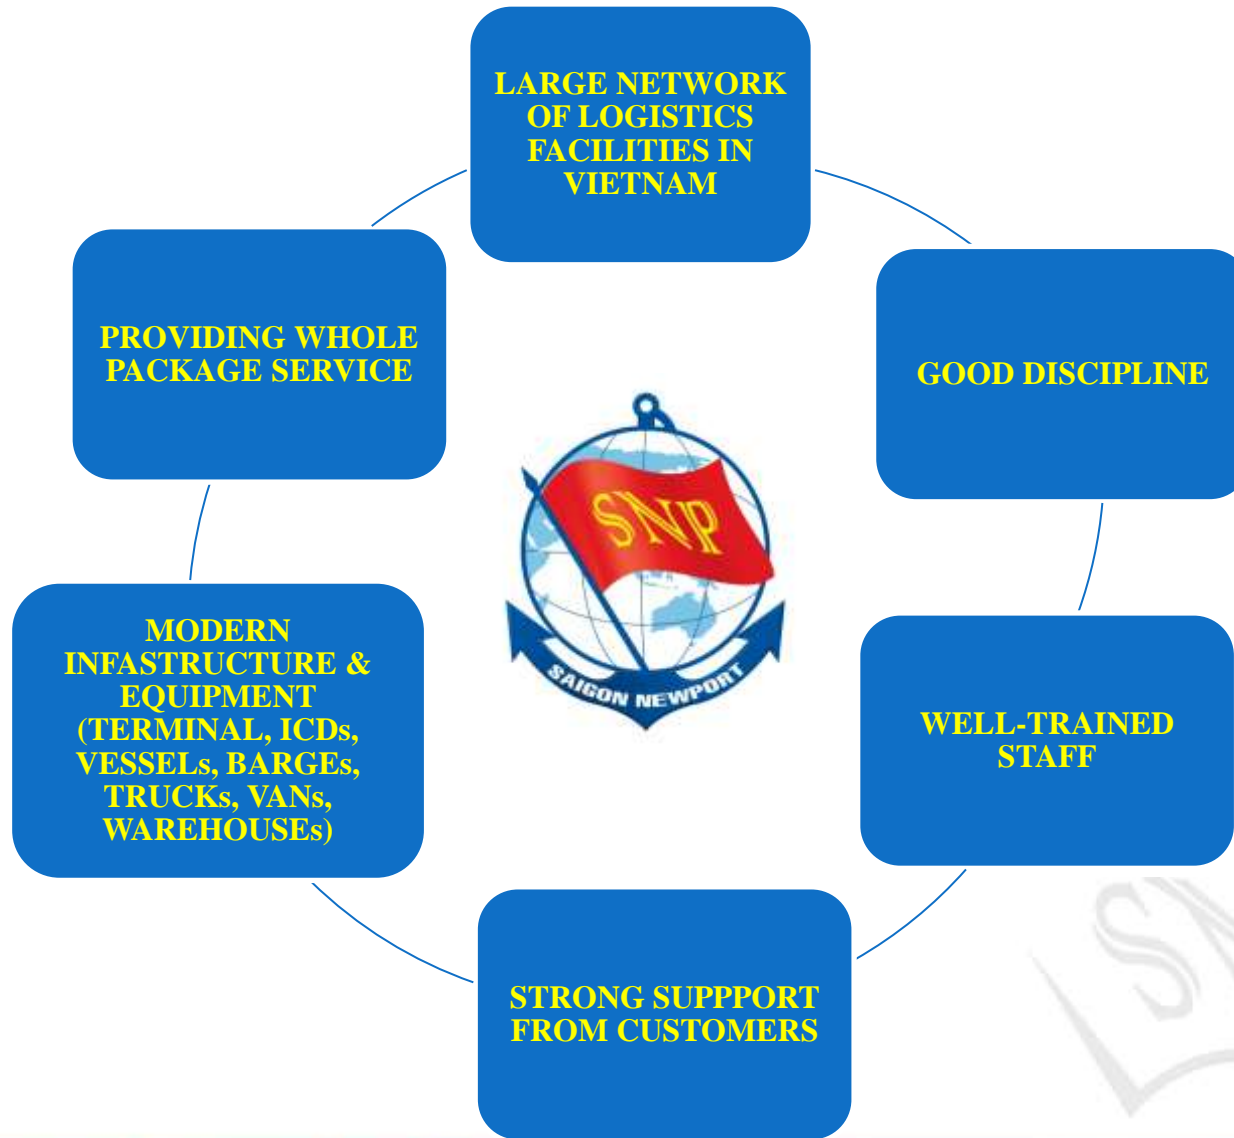 LARGE NETWORK
OF LOGISTICS
FACILITIES IN
VIETNAM
GOOD DISCIPLINE
WELL-TRAINED
STAFF
STRONG SUPPPORT
FROM CUSTOMERS
MODERN
INFASTRUCTURE &
EQUIPMENT
(TERMINAL, ICDs,
VESSELs, BARGEs,
TRUCKs, VANs,
WAREHOUSEs)
PROVIDING WHOLE
PACKAGE SERVICE
SNP
SAIGON NEWPORT